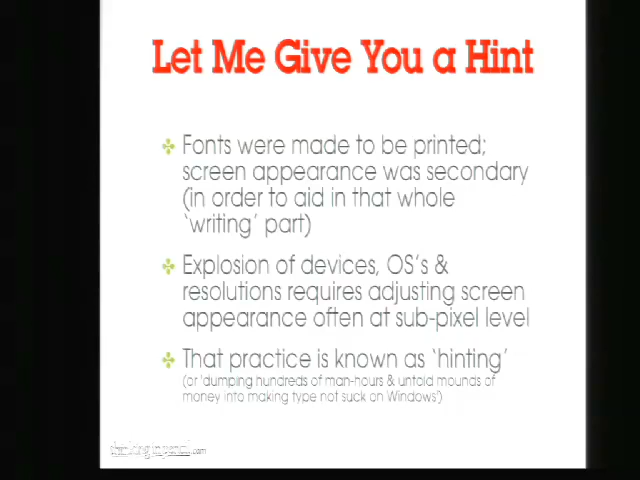 Let Me Give You a Hint
Fonts were made to be printed;
screen appearance was secondary
(in order to aid in that whole
‘writing’ part)
Explosion of devices, OS’s &
resolutions requires adjusting screen
appearance often at sub-pixel level
That practice is known as ‘hinting’
(or ‘dumping hundreds of man-hours & untold mounds of
money into making type not suck on Windows’)